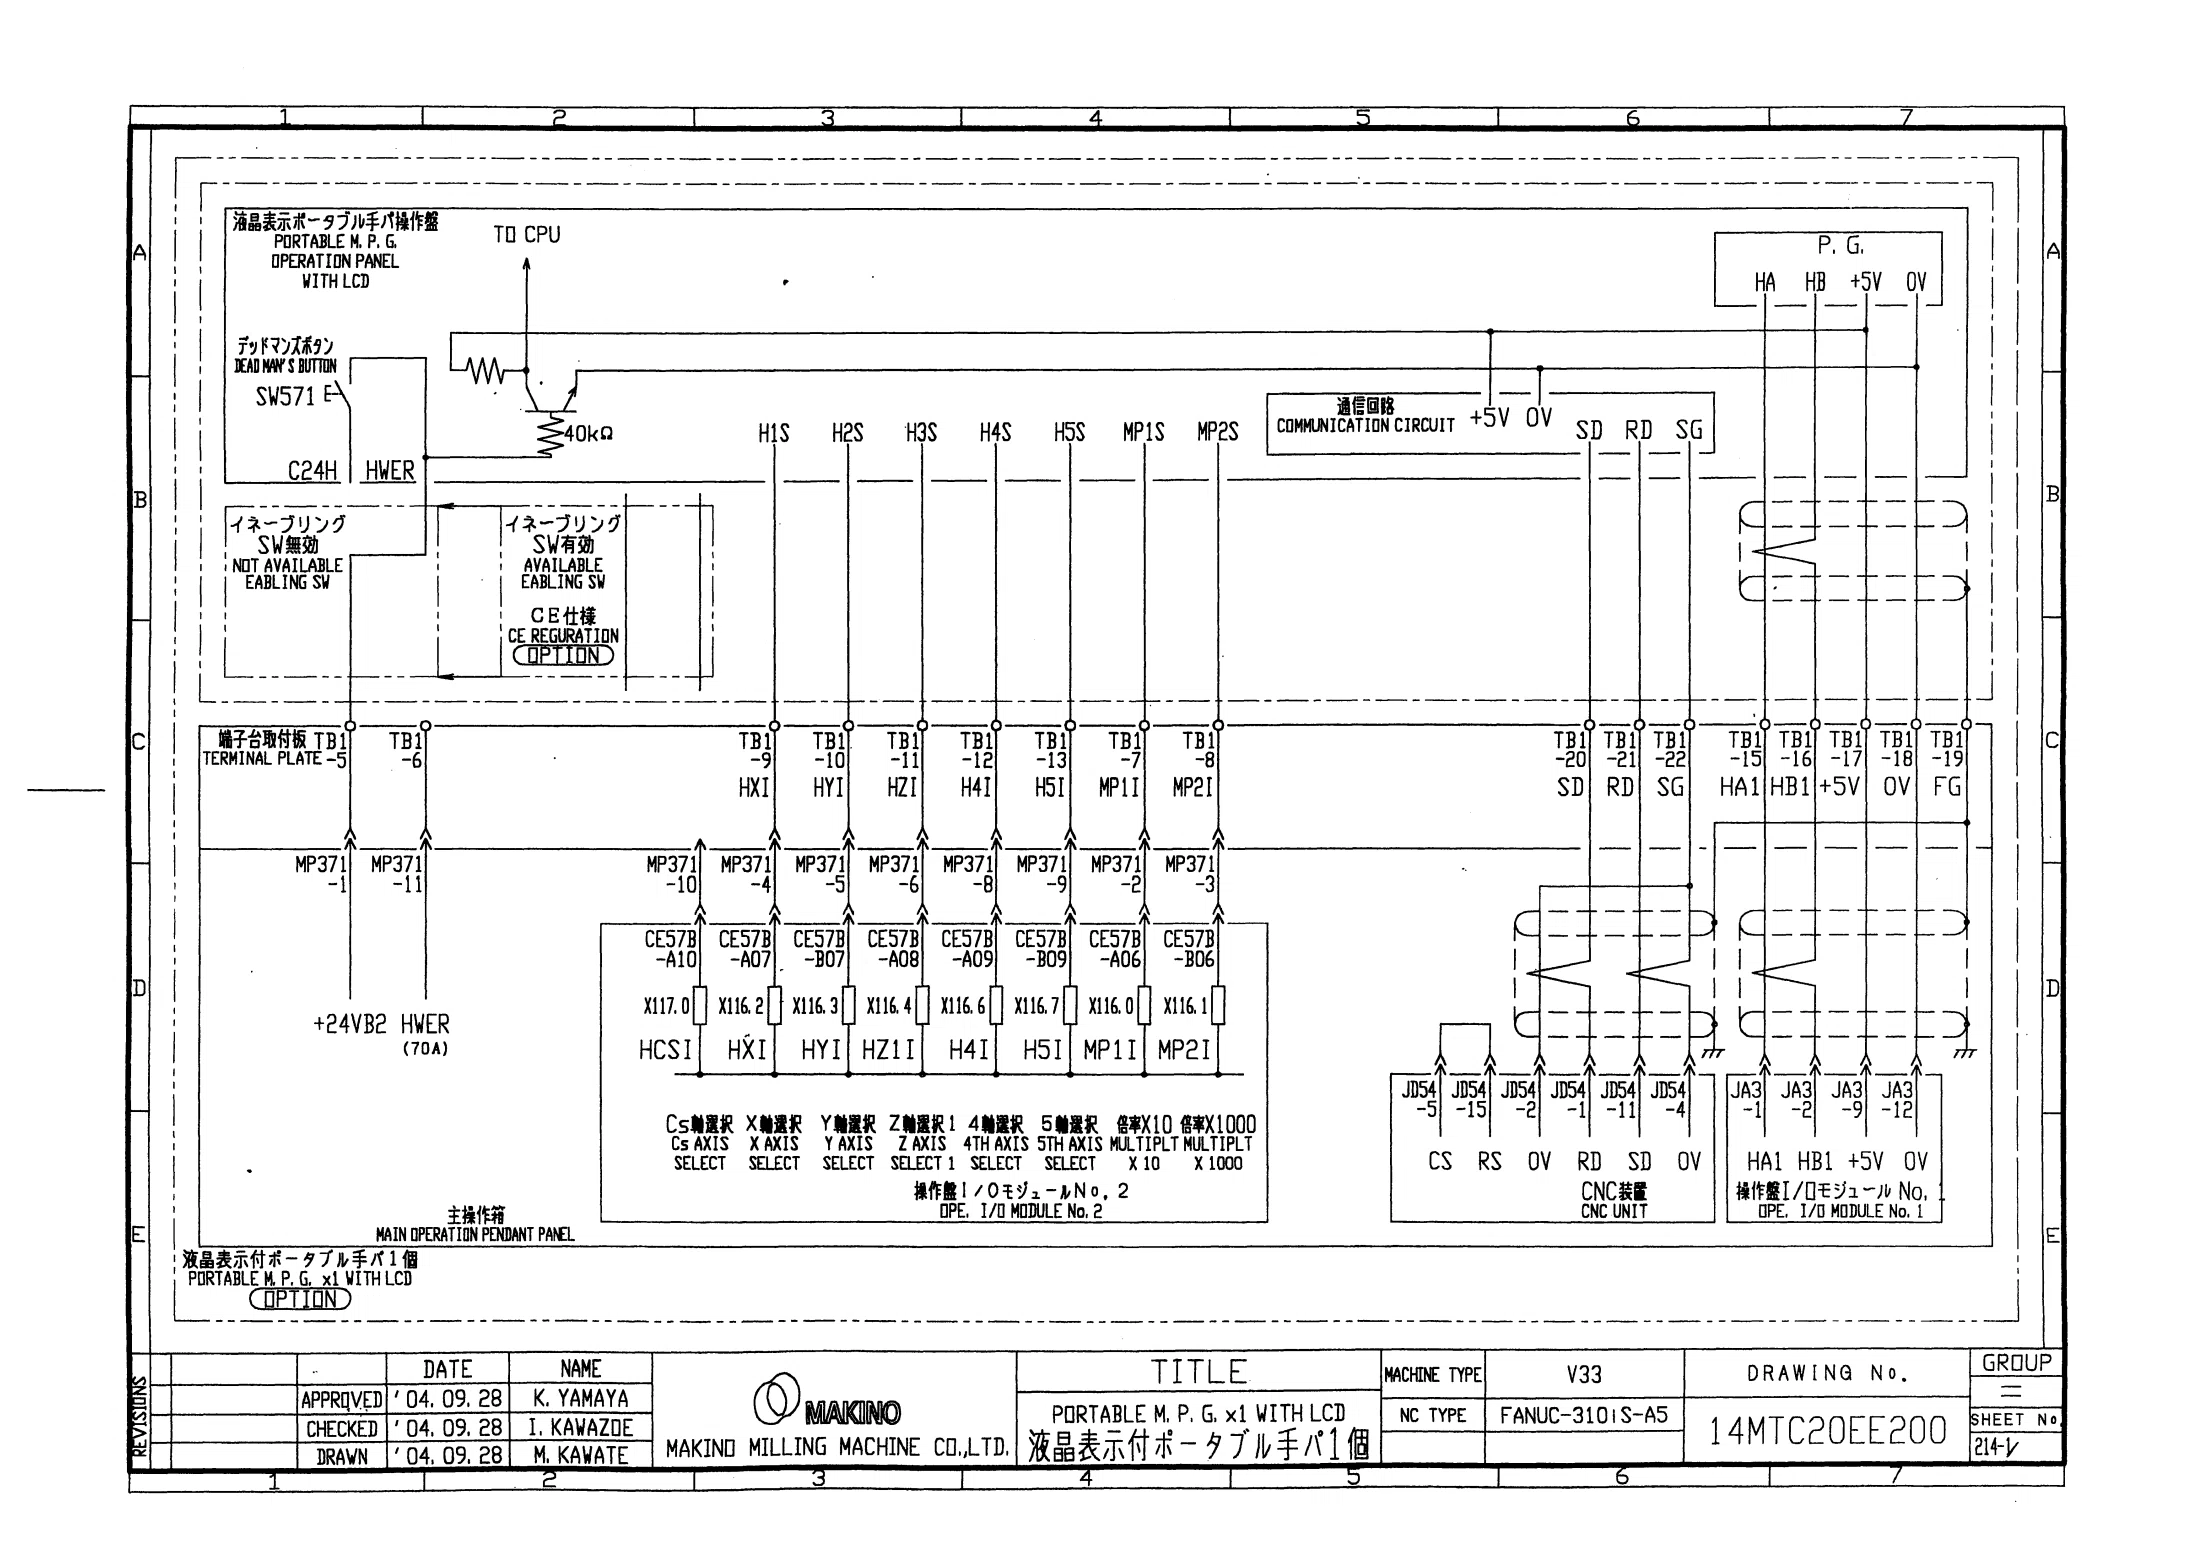 1 2 3 4 5 6 7
A A
液晶表示ポータブル手パ操作盤
PORTABLE M. P. G.
OPERATION PANEL
WITH LCD
TO CPU
P. G.
HA HB +5V 0V
デッドマンズボタン
DEAD MAN'S BUTTON
SW571
40kΩ
C24H HWER
H1S H2S H3S H4S H5S MP1S MP2S
通信回路
COMMUNICATION CIRCUIT
+5V 0V
SD RD SG
B B
イネーブリング
SW無効
NOT AVAILABLE
EABLING SW
イネーブリング
SW有効
AVAILABLE
EABLING SW
CE仕様
CE REGURATION
OPTION
C C
端子台取付板
TERMINAL PLATE
TB1 TB1 TB1 TB1 TB1 TB1 TB1 TB1 TB1 TB1 TB1 TB1 TB1 TB1 TB1 TB1 TB1
-5 -6 -9 -10 -11 -12 -13 -7 -8 -20 -21 -22 -15 -16 -17 -18 -19
HXI HYI HZI H4I H5I MP1I MP2I SD RD SG HA1 HB1 +5V 0V FG
MP371 MP371 MP371 MP371 MP371 MP371 MP371 MP371 MP371 MP371
-1 -11 -10 -4 -5 -6 -8 -9 -2 -3
CE57B CE57B CE57B CE57B CE57B CE57B CE57B CE57B
-A10 -A07 -B07 -A08 -A09 -B09 -A06 -B06
D D
X117.0 X116.2 X116.3 X116.4 X116.6 X116.7 X116.0 X116.1
+24VB2 HWER
(70A)
HCSI HXI HYI HZ1I H4I H5I MP1I MP2I
JD54 JD54 JD54 JD54 JD54 JD54 JA3 JA3 JA3 JA3
-5 -15 -2 -1 -11 -4 -1 -2 -9 -12
Cs軸選択 X軸選択 Y軸選択 Z軸選択1 4軸選択 5軸選択 倍率X10 倍率X1000
Cs AXIS X AXIS Y AXIS Z AXIS 4TH AXIS 5TH AXIS MULTIPLT MULTIPLT
SELECT SELECT SELECT SELECT 1 SELECT SELECT X 10 X 1000
CS RS 0V RD SD 0V HA1 HB1 +5V 0V
操作盤I/OモジュールNo. 2
OPE. I/O MODULE No. 2
CNC装置
CNC UNIT
操作盤I/Oモジュール No. 1
OPE. I/O MODULE No. 1
主操作箱
MAIN OPERATION PENDANT PANEL
E E
液晶表示付ポータブル手パ1個
PORTABLE M. P. G. x1 WITH LCD
OPTION
REVISIONS
DATE NAME
APPROVED '04. 09. 28 K. YAMAYA
CHECKED '04. 09. 28 I. KAWAZOE
DRAWN '04. 09. 28 M. KAWATE
MAKINO
MAKINO MILLING MACHINE CO.,LTD.
TITLE
PORTABLE M. P. G. x1 WITH LCD
液晶表示付ポータブル手パ1個
MACHINE TYPE V33
NC TYPE FANUC-310iS-A5
DRAWING No.
14MTC20EE200
GROUP
=
SHEET No.
214-1/
1 2 3 4 5 6 7